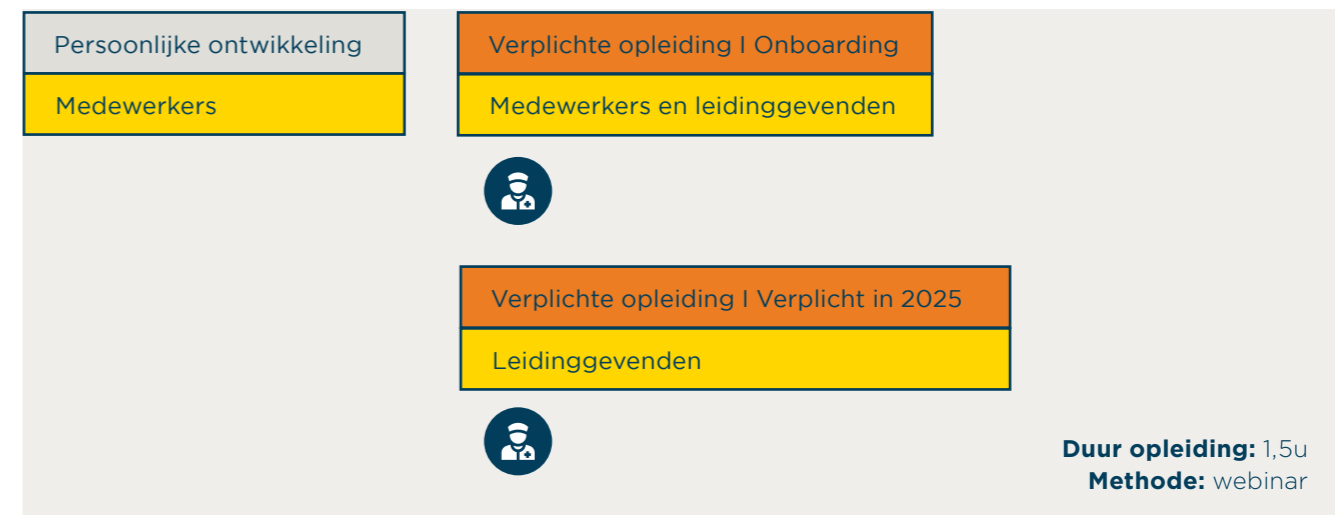 Persoonlijke ontwikkeling
Medewerkers
Verplichte opleiding I Onboarding
Medewerkers en leidinggevenden
Verplichte opleiding I Verplicht in 2025
Leidinggevenden
Duur opleiding: 1,5u
Methode: webinar